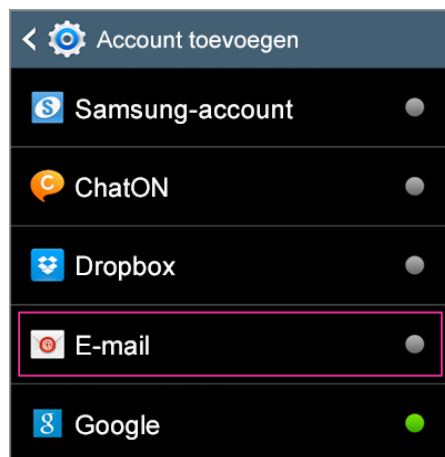 Account toevoegen
Samsung-account
ChatON
Dropbox
E-mail
Google